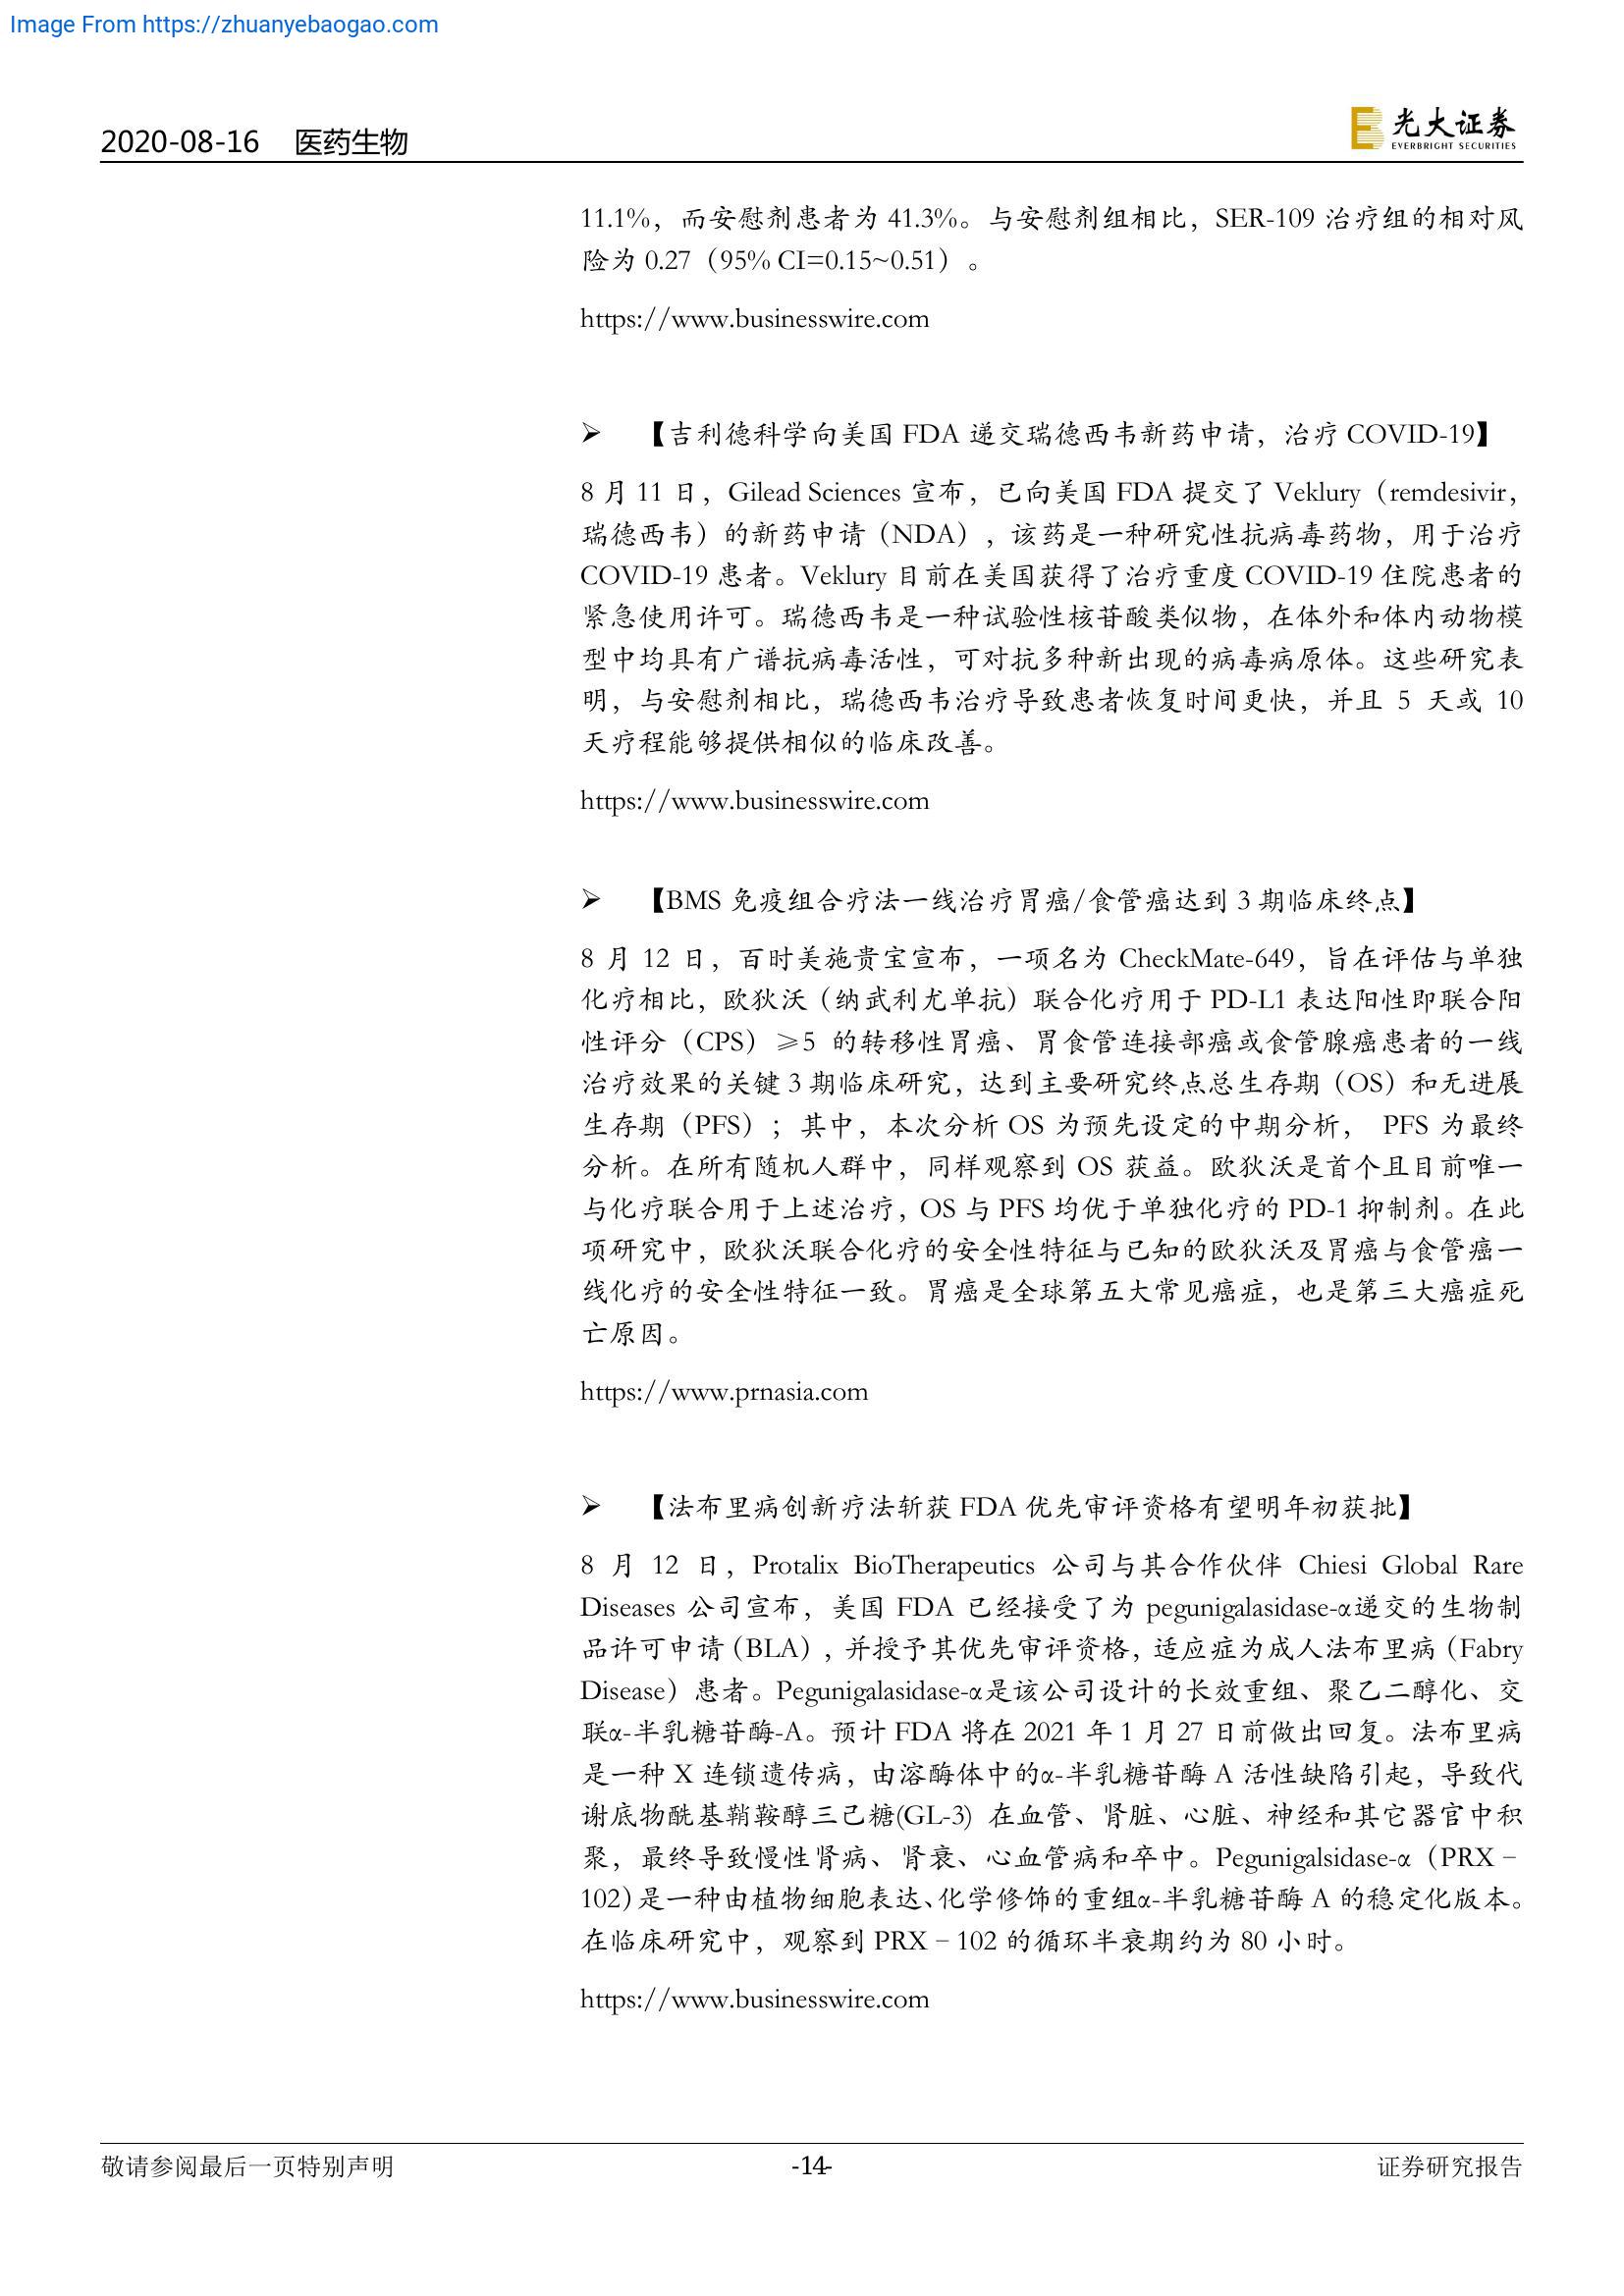 Image From https://zhuanyebaogao.com
2020-08-16 医药生物
光大证券
EVERBRIGHT SECURITIES
11.1%，而安慰剂患者为 41.3%。与安慰剂组相比，SER-109 治疗组的相对风
险为 0.27（95% CI=0.15~0.51）。
https://www.businesswire.com
➢ 【吉利德科学向美国 FDA 递交瑞德西韦新药申请，治疗 COVID-19】
8 月 11 日，Gilead Sciences 宣布，已向美国 FDA 提交了 Veklury（remdesivir，
瑞德西韦）的新药申请（NDA），该药是一种研究性抗病毒药物，用于治疗
COVID-19 患者。Veklury 目前在美国获得了治疗重度 COVID-19 住院患者的
紧急使用许可。瑞德西韦是一种试验性核苷酸类似物，在体外和体内动物模
型中均具有广谱抗病毒活性，可对抗多种新出现的病毒病原体。这些研究表
明，与安慰剂相比，瑞德西韦治疗导致患者恢复时间更快，并且 5 天或 10
天疗程能够提供相似的临床改善。
https://www.businesswire.com
➢ 【BMS 免疫组合疗法一线治疗胃癌/食管癌达到 3 期临床终点】
8 月 12 日，百时美施贵宝宣布，一项名为 CheckMate-649，旨在评估与单独
化疗相比，欧狄沃（纳武利尤单抗）联合化疗用于 PD-L1 表达阳性即联合阳
性评分（CPS）≥5 的转移性胃癌、胃食管连接部癌或食管腺癌患者的一线
治疗效果的关键 3 期临床研究，达到主要研究终点总生存期（OS）和无进展
生存期（PFS）；其中，本次分析 OS 为预先设定的中期分析， PFS 为最终
分析。在所有随机人群中，同样观察到 OS 获益。欧狄沃是首个且目前唯一
与化疗联合用于上述治疗，OS 与 PFS 均优于单独化疗的 PD-1 抑制剂。在此
项研究中，欧狄沃联合化疗的安全性特征与已知的欧狄沃及胃癌与食管癌一
线化疗的安全性特征一致。胃癌是全球第五大常见癌症，也是第三大癌症死
亡原因。
https://www.prnasia.com
➢ 【法布里病创新疗法斩获 FDA 优先审评资格有望明年初获批】
8 月 12 日，Protalix BioTherapeutics 公司与其合作伙伴 Chiesi Global Rare
Diseases 公司宣布，美国 FDA 已经接受了为 pegunigalasidase-α递交的生物制
品许可申请（BLA），并授予其优先审评资格，适应症为成人法布里病（Fabry
Disease）患者。Pegunigalasidase-α是该公司设计的长效重组、聚乙二醇化、交
联α-半乳糖苷酶-A。预计 FDA 将在 2021 年 1 月 27 日前做出回复。法布里病
是一种 X 连锁遗传病，由溶酶体中的α-半乳糖苷酶 A 活性缺陷引起，导致代
谢底物酰基鞘鞍醇三己糖(GL-3) 在血管、肾脏、心脏、神经和其它器官中积
聚，最终导致慢性肾病、肾衰、心血管病和卒中。Pegunigalsidase-α（PRX–
102）是一种由植物细胞表达、化学修饰的重组α-半乳糖苷酶 A 的稳定化版本。
在临床研究中，观察到 PRX–102 的循环半衰期约为 80 小时。
https://www.businesswire.com
敬请参阅最后一页特别声明 -14- 证券研究报告